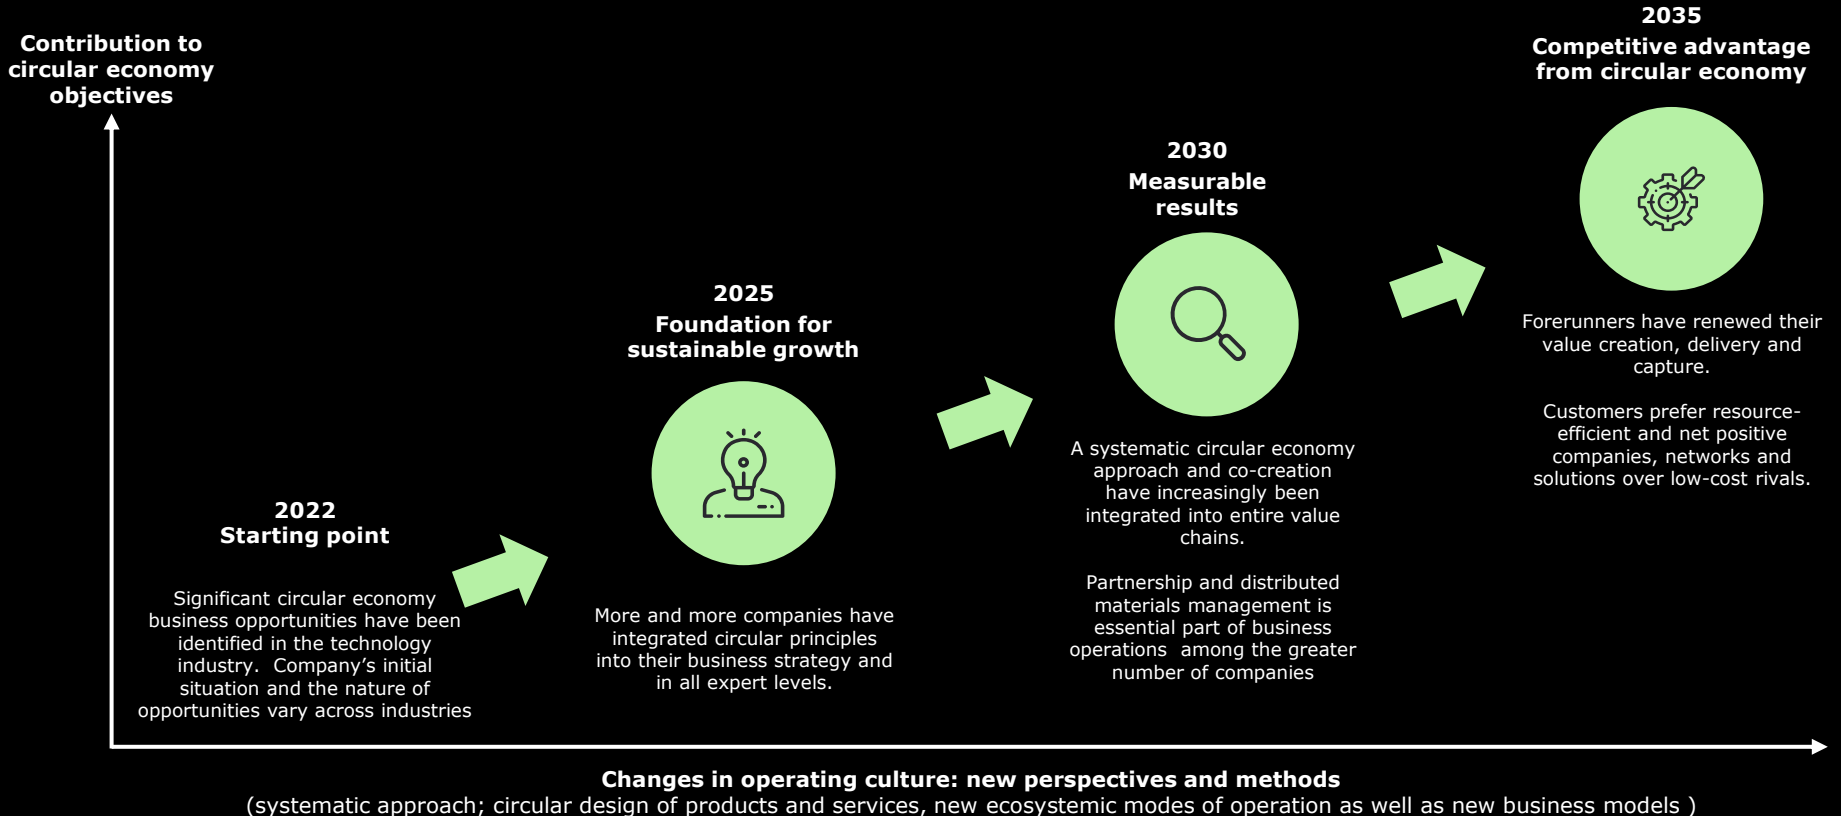 Contribution to
circular economy
objectives
2022
Starting point
Significant circular economy
business opportunities have been
identified in the technology
industry.  Company’s initial
situation and the nature of
opportunities vary across industries
2025
Foundation for
sustainable growth
More and more companies have
integrated circular principles
into their business strategy and
in all expert levels.
2030
Measurable
results
A systematic circular economy
approach and co-creation
have increasingly been
integrated into entire value
chains.
Partnership and distributed
materials management is
essential part of business
operations  among the greater
number of companies
2035
Competitive advantage
from circular economy
Forerunners have renewed their
value creation, delivery and
capture.
Customers prefer resource-
efficient and net positive
companies, networks and
solutions over low-cost rivals.
Changes in operating culture: new perspectives and methods
(systematic approach; circular design of products and services, new ecosystemic modes of operation as well as new business models )